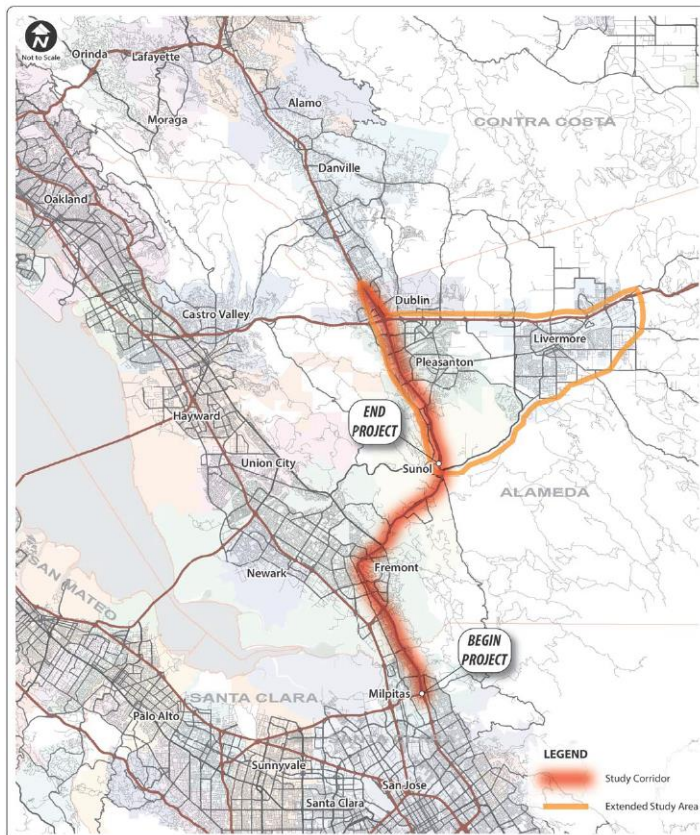 N
Not to Scale
Orinda
Lafayette
Moraga
Alamo
CONTRA COSTA
Danville
Oakland
Dublin
Castro Valley
Livermore
Pleasanton
END
PROJECT
Hayward
Union City
Sunol
ALAMEDA
Fremont
Newark
SAN MATEO
BEGIN
PROJECT
SANTA CLARA
Milpitas
Palo Alto
LEGEND
Sunnyvale
San Jose
Study Corridor
Santa Clara
Extended Study Area